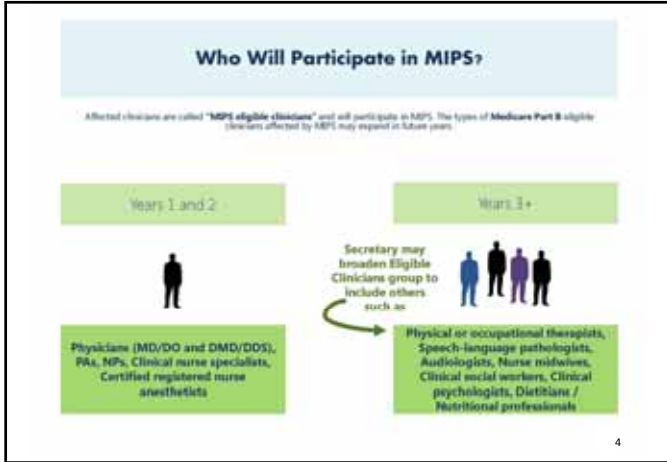 Who Will Participate in MIPS?
Affected clinicians are called "MIPS eligible clinicians" and will participate in MIPS. The types of Medicare Part B eligible
clinicians affected by MIPS may expand in future years.
Years 1 and 2
Years 3+
Secretary may
broaden Eligible
Clinicians group to
include others
such as
Physicians (MD/DO and DMD/DDS),
PAs, NPs, Clinical nurse specialists,
Certified registered nurse
anesthetists
Physical or occupational therapists,
Speech-language pathologists,
Audiologists, Nurse midwives,
Clinical social workers, Clinical
psychologists, Dietitians /
Nutritional professionals
4